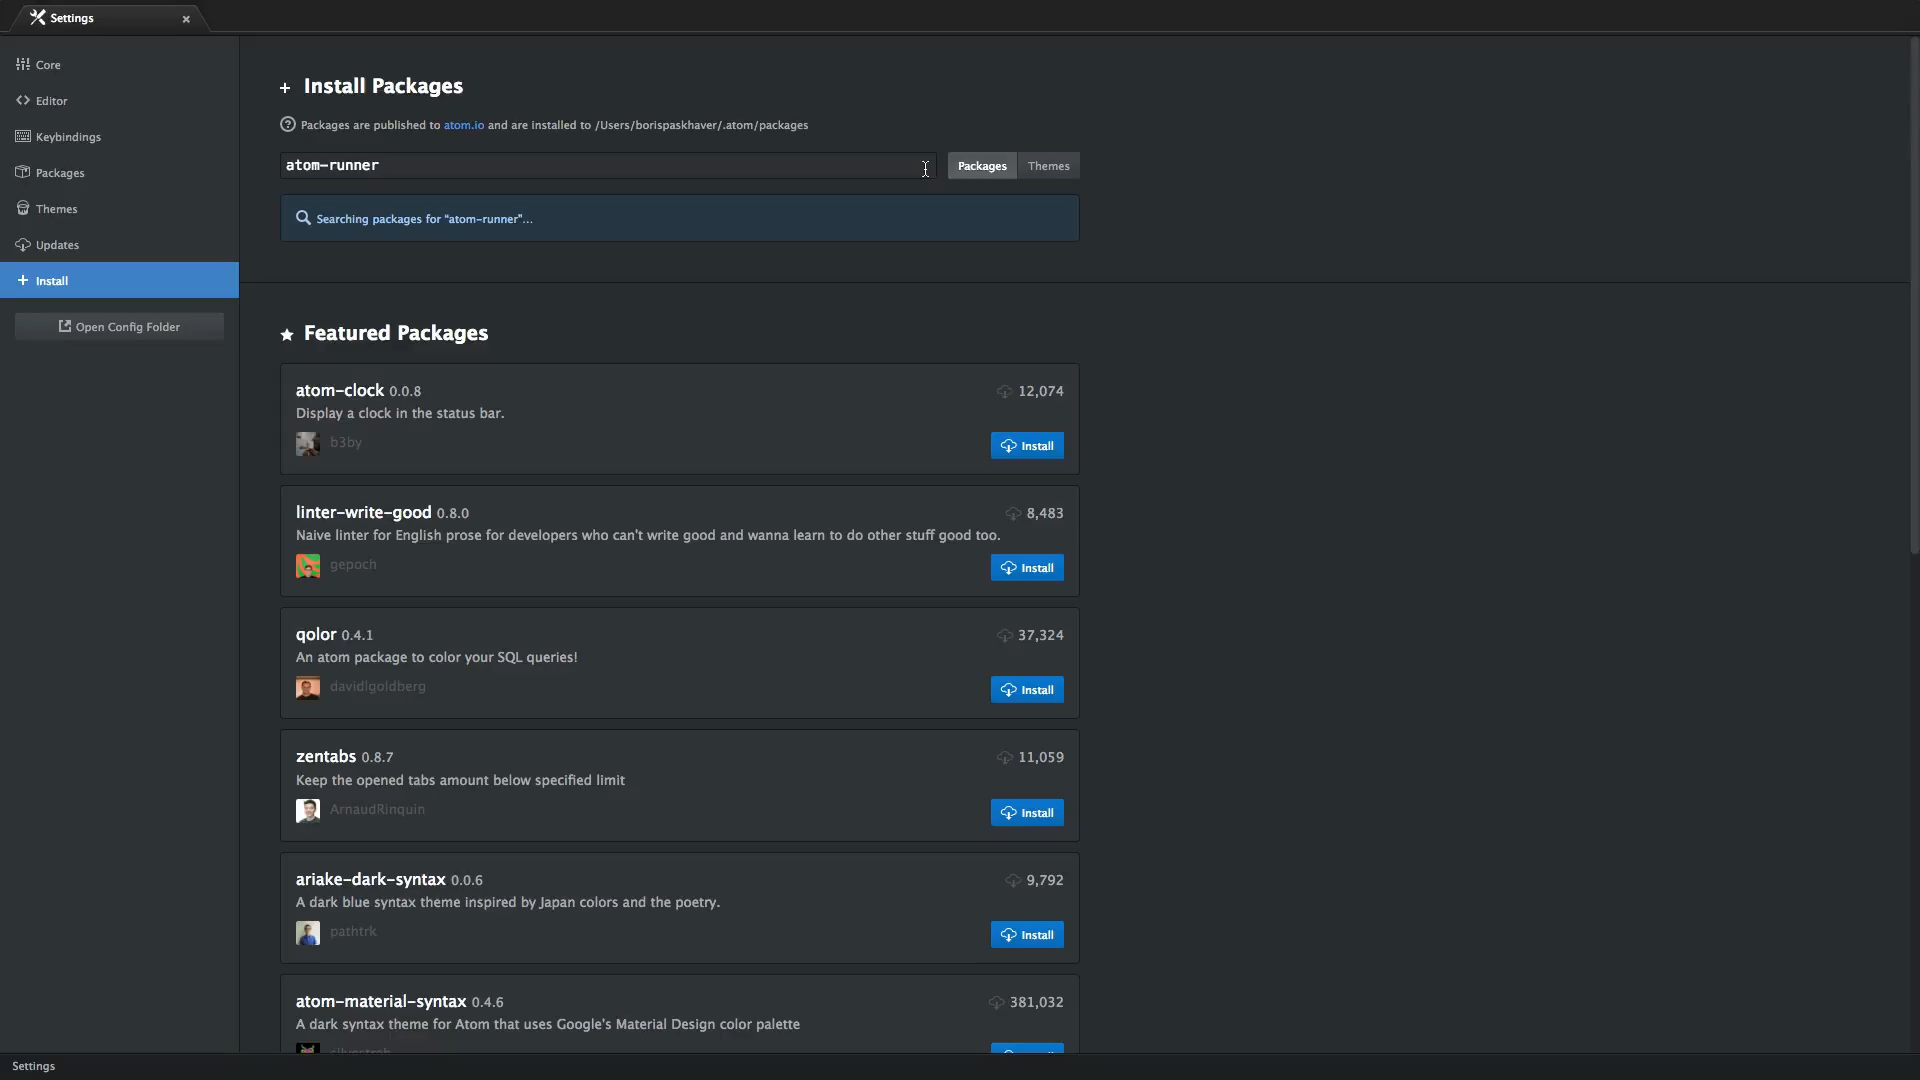 Settings
Core
Editor
Keybindings
Packages
Themes
Updates
Install
Open Config Folder
Install Packages
Packages are published to atom.io and are installed to /Users/borispaskhaver/.atom/packages
atom-runner
Packages Themes
Searching packages for “atom-runner”...
Featured Packages
atom-clock 0.0.8 12,074
Display a clock in the status bar.
b3by Install
linter-write-good 0.8.0 8,483
Naive linter for English prose for developers who can't write good and wanna learn to do other stuff good too.
gepoch Install
qolor 0.4.1 37,324
An atom package to color your SQL queries!
davidlgoldberg Install
zentabs 0.8.7 11,059
Keep the opened tabs amount below specified limit
ArnaudRinquin Install
ariake-dark-syntax 0.0.6 9,792
A dark blue syntax theme inspired by Japan colors and the poetry.
pathtrk Install
atom-material-syntax 0.4.6 381,032
A dark syntax theme for Atom that uses Google's Material Design color palette
Settings